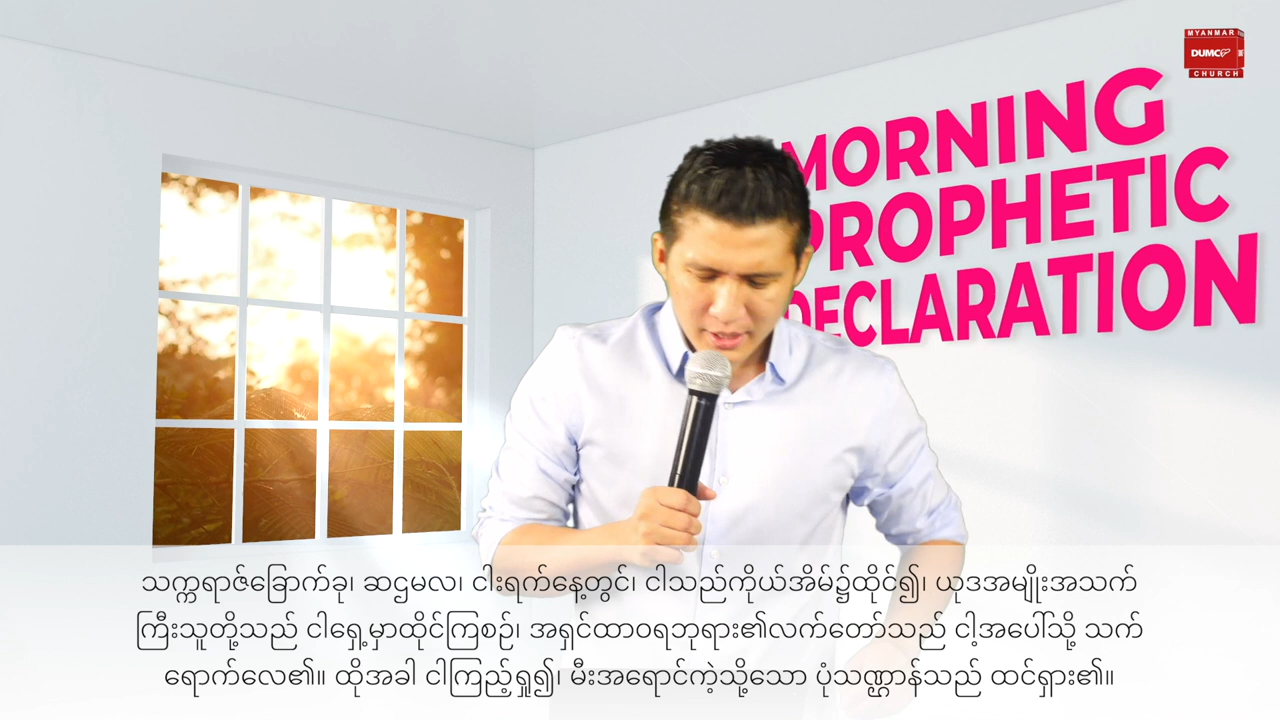 MYANMAR
DUMC
CHURCH
MORNING
PROPHETIC
DECLARATION
သက္ကရာဇ်ခြောက်ခု၊ ဆဌမလ၊ ငါးရက်နေ့တွင်၊ ငါသည်ကိုယ်အိမ်၌ထိုင်၍၊ ယုဒအမျိုးအသက်
ကြီးသူတို့သည် ငါ့ရှေ့မှာထိုင်ကြစဉ်၊ အရှင်ထာဝရဘုရား၏လက်တော်သည် ငါ့အပေါ်သို့ သက်
ရောက်လေ၏။ ထိုအခါ ငါကြည့်ရှု၍၊ မီးအရောင်ကဲ့သို့သော ပုံသဏ္ဌာန်သည် ထင်ရှား၏။